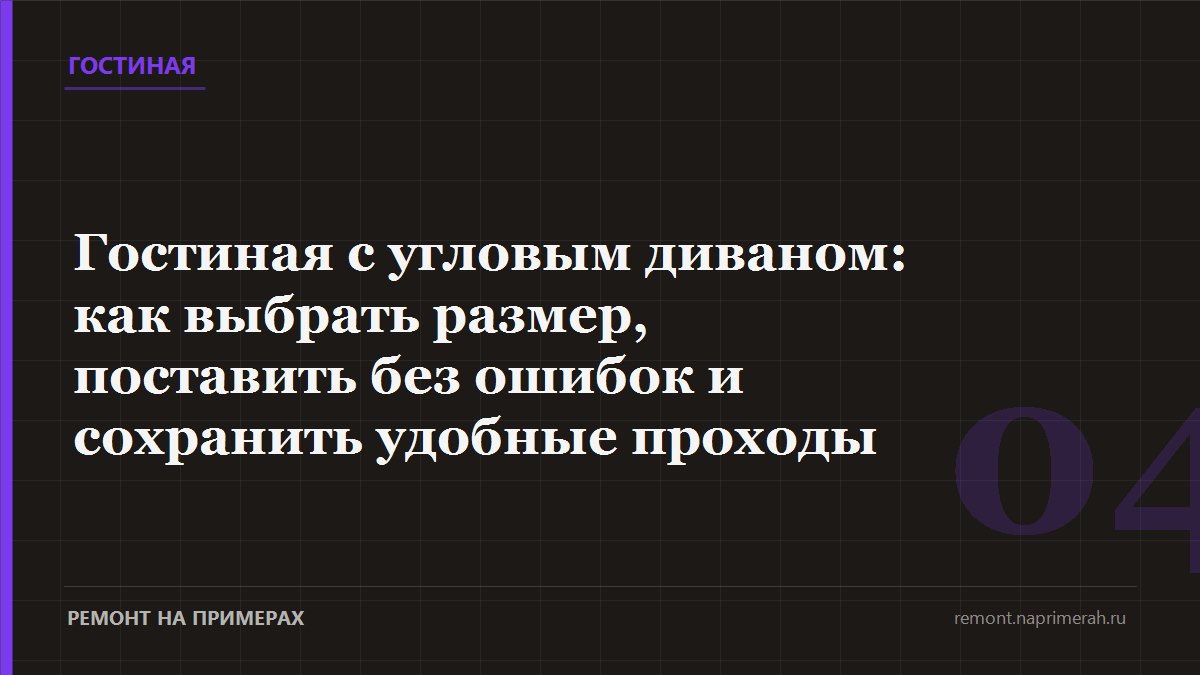 ГОСТИНАЯ
Гостиная с угловым диваном:
как выбрать размер,
поставить без ошибок и
сохранить удобные проходы
04
РЕМОНТ НА ПРИМЕРАХ
remont.naprimerah.ru